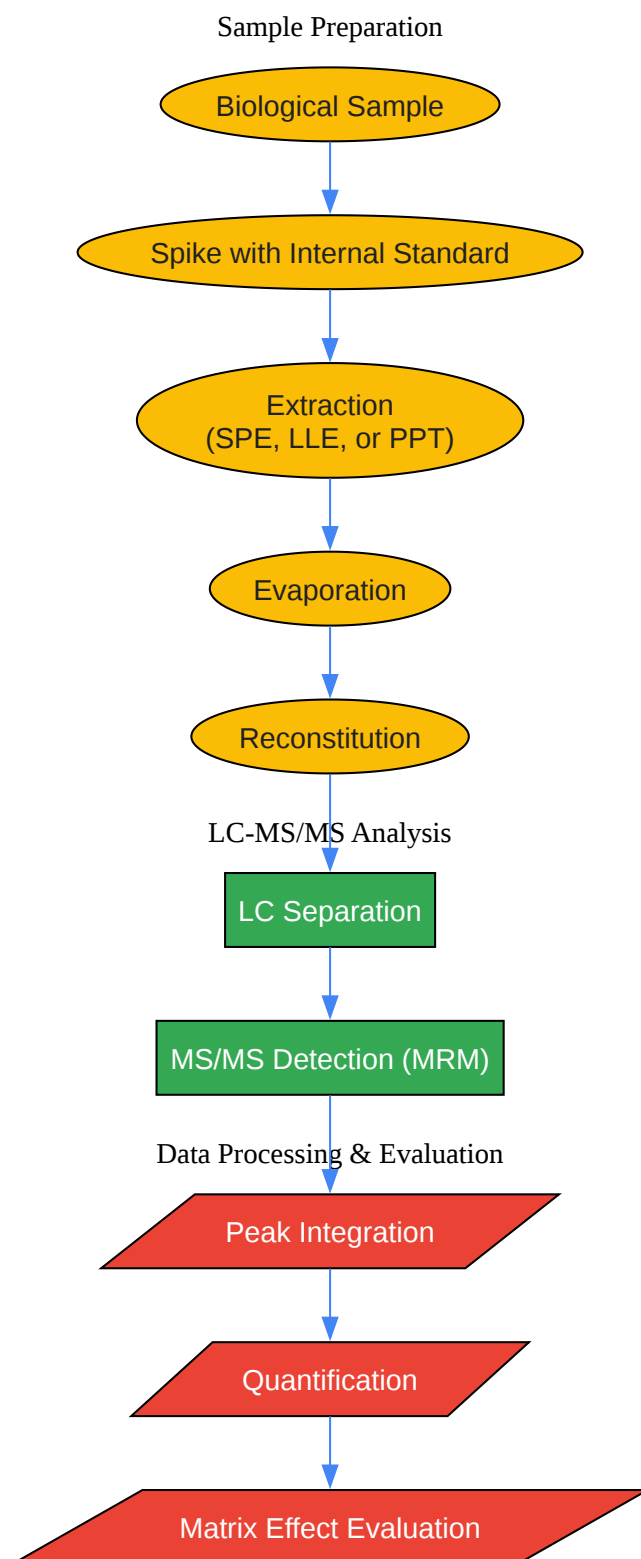 Sample Preparation
Biological Sample
Spike with Internal Standard
Extraction
(SPE, LLE, or PPT)
Evaporation
Reconstitution
LC-MS/MS Analysis
LC Separation
MS/MS Detection (MRM)
Data Processing & Evaluation
Peak Integration
Quantification
Matrix Effect Evaluation